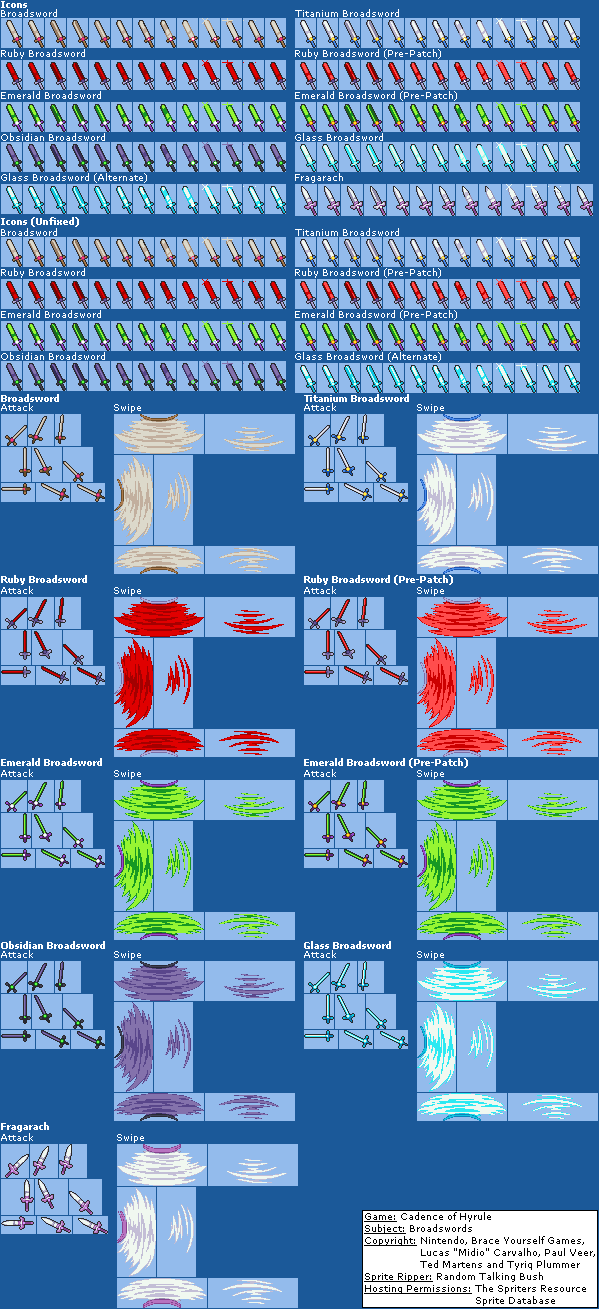 Icons
Broadsword
Titanium Broadsword
Ruby Broadsword
Ruby Broadsword (Pre-Patch)
Emerald Broadsword
Emerald Broadsword (Pre-Patch)
Obsidian Broadsword
Glass Broadsword
Glass Broadsword (Alternate)
Fragarach
Icons (Unfixed)
Broadsword
Titanium Broadsword
Ruby Broadsword
Ruby Broadsword (Pre-Patch)
Emerald Broadsword
Emerald Broadsword (Pre-Patch)
Obsidian Broadsword
Glass Broadsword (Alternate)
Broadsword
Attack
Swipe
Titanium Broadsword
Attack
Swipe
Ruby Broadsword
Attack
Swipe
Ruby Broadsword (Pre-Patch)
Attack
Swipe
Emerald Broadsword
Attack
Swipe
Emerald Broadsword (Pre-Patch)
Attack
Swipe
Obsidian Broadsword
Attack
Swipe
Glass Broadsword
Attack
Swipe
Fragarach
Attack
Swipe
Game: Cadence of Hyrule
Subject: Broadswords
Copyright: Nintendo, Brace Yourself Games,
Lucas "Midio" Carvalho, Paul Veer,
Ted Martens and Tyriq Plummer
Sprite Ripper: Random Talking Bush
Hosting Permissions: The Spriters Resource
Sprite Database